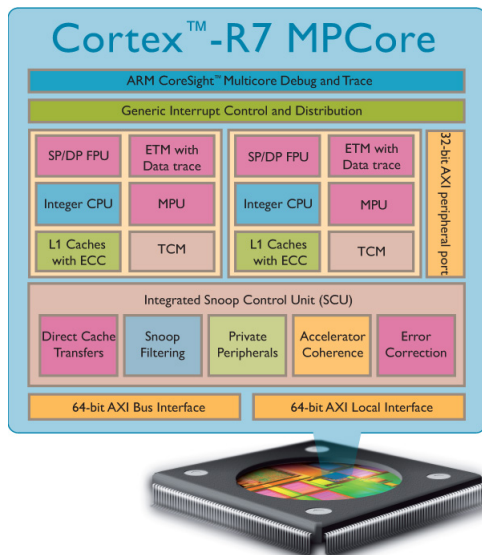 Cortex™-R7 MPCore
ARM CoreSight™ Multicore Debug and Trace
Generic Interrupt Control and Distribution
SP/DP FPU
ETM with
Data trace
Integer CPU
MPU
L1 Caches
with ECC
TCM
SP/DP FPU
ETM with
Data trace
Integer CPU
MPU
L1 Caches
with ECC
TCM
32-bit AXI peripheral port
Integrated Snoop Control Unit (SCU)
Direct Cache
Transfers
Snoop
Filtering
Private
Peripherals
Accelerator
Coherence
Error
Correction
64-bit AXI Bus Interface
64-bit AXI Local Interface